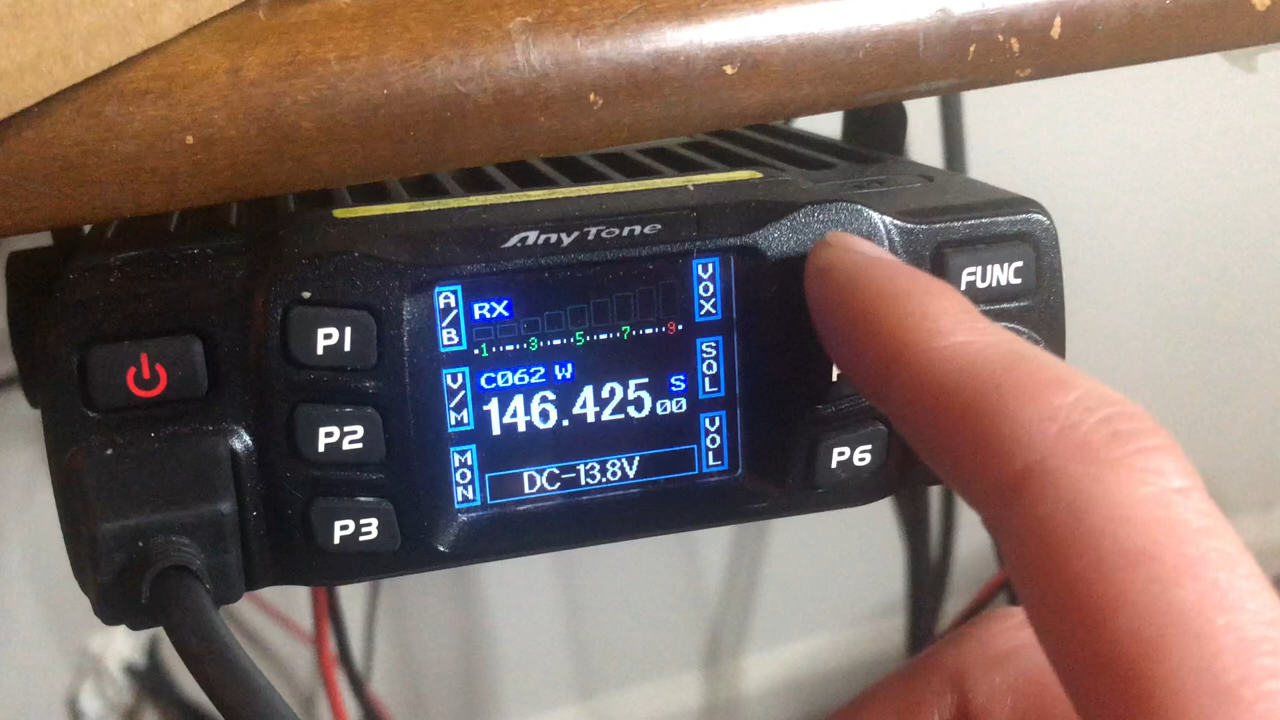 AnyTone
FUNC
P1
P2
P3
P6
A/B
V/M
MON
VOX
SQL
VOL
RX
1 3 5 7 9
C062 W
S
146.425 00
DC-13.8V